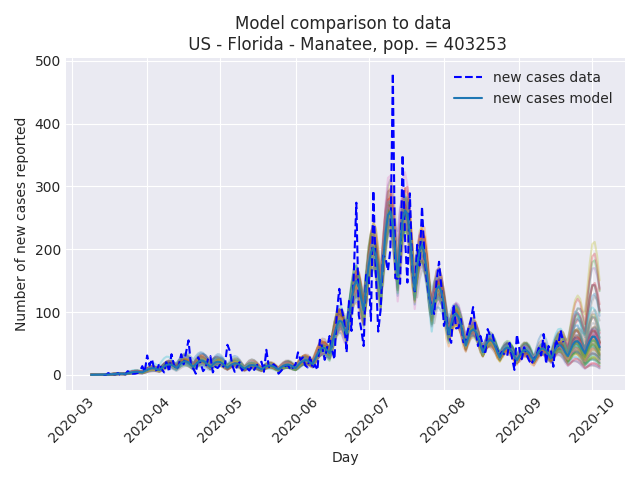 Model comparison to data
US - Florida - Manatee, pop. = 403253
new cases data
new cases model
Number of new cases reported
500
400
300
200
100
0
2020-03
2020-04
2020-05
2020-06
2020-07
2020-08
2020-09
2020-10
Day